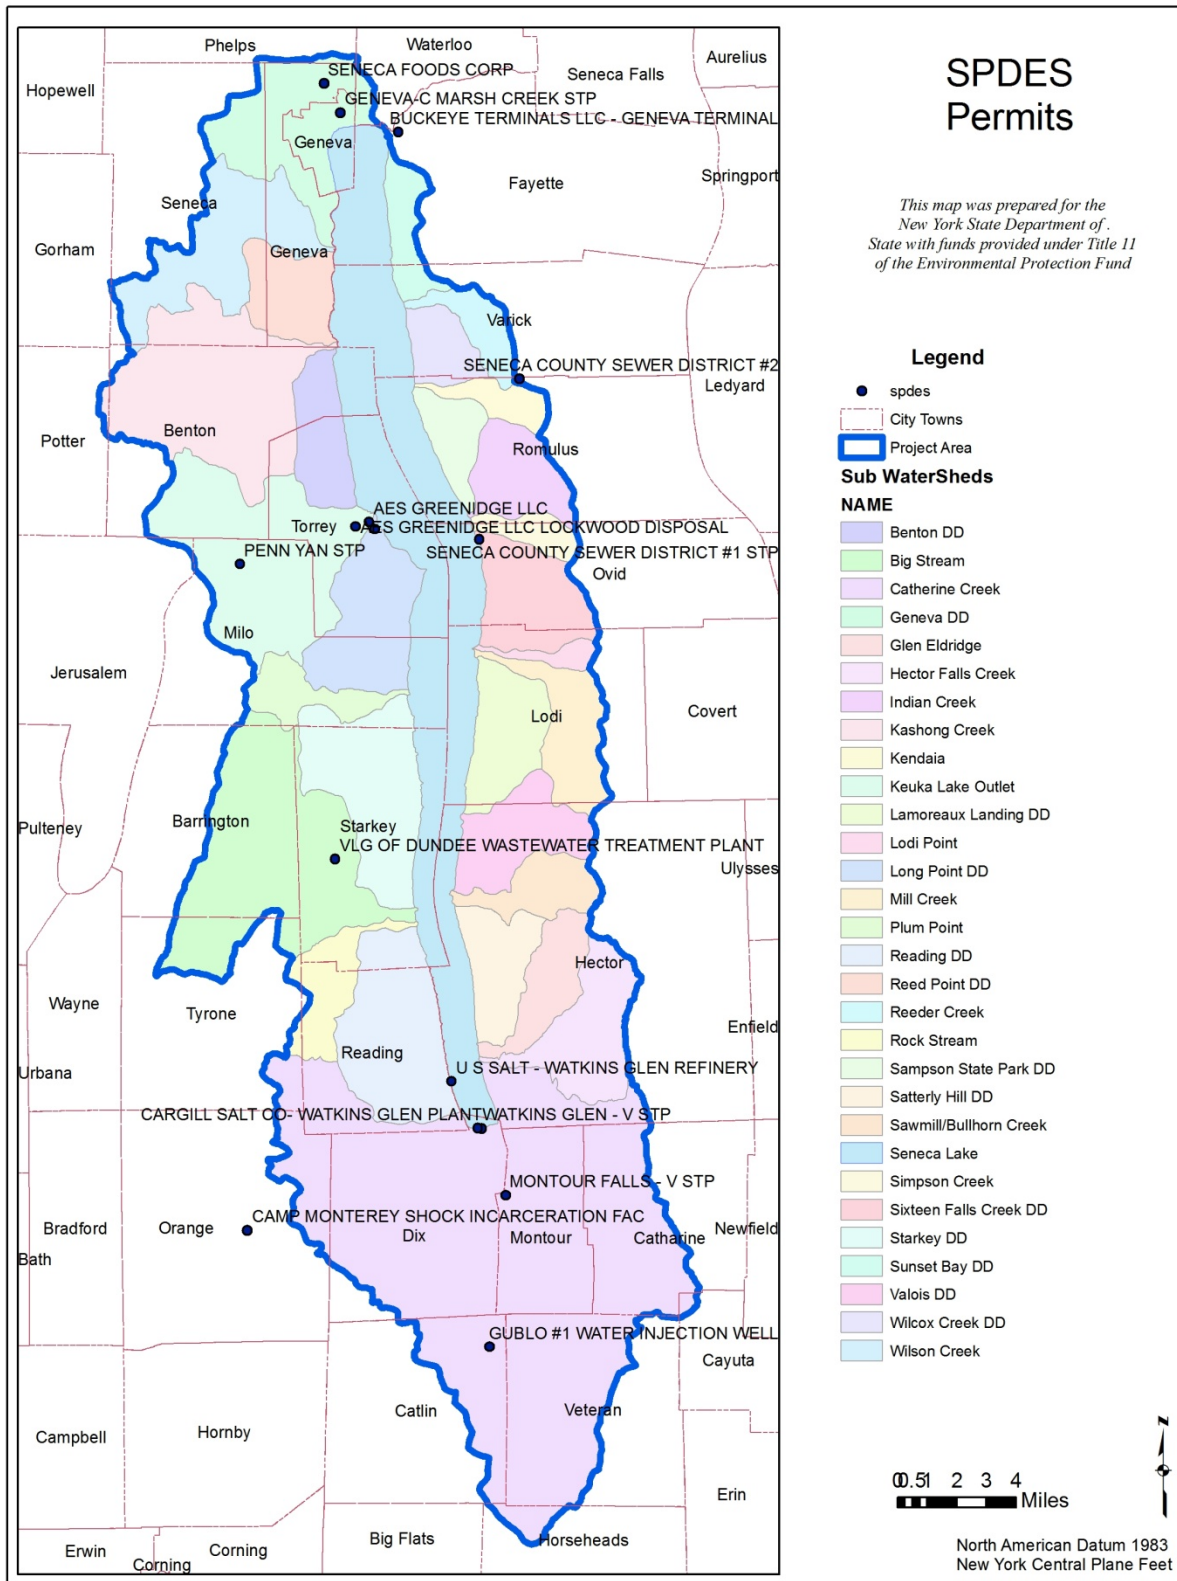 SPDES
Permits
This map was prepared for the
New York State Department of .
State with funds provided under Title 11
of the Environmental Protection Fund
Legend
spdes
City Towns
Project Area
Sub WaterSheds
NAME
Benton DD
Big Stream
Catherine Creek
Geneva DD
Glen Eldridge
Hector Falls Creek
Indian Creek
Kashong Creek
Kendaia
Keuka Lake Outlet
Lamoreaux Landing DD
Lodi Point
Long Point DD
Mill Creek
Plum Point
Reading DD
Reed Point DD
Reeder Creek
Rock Stream
Sampson State Park DD
Satterly Hill DD
Sawmill/Bullhorn Creek
Seneca Lake
Simpson Creek
Sixteen Falls Creek DD
Starkey DD
Sunset Bay DD
Valois DD
Wilcox Creek DD
Wilson Creek
z
0 0.5 1 2 3 4
Miles
North American Datum 1983
New York Central Plane Feet
Phelps
Waterloo
Aurelius
Seneca Falls
Hopewell
SENECA FOODS CORP
GENEVA-C MARSH CREEK STP
BUCKEYE TERMINALS LLC - GENEVA TERMINAL
Geneva
Fayette
Springport
Seneca
Gorham
Geneva
Varick
SENECA COUNTY SEWER DISTRICT #2
Ledyard
Potter
Benton
Romulus
AES GREENIDGE LLC
Torrey
AES GREENIDGE LLC LOCKWOOD DISPOSAL
PENN YAN STP
SENECA COUNTY SEWER DISTRICT #1 STP
Ovid
Milo
Jerusalem
Lodi
Covert
Barrington
Starkey
Pulteney
VLG OF DUNDEE WASTEWATER TREATMENT PLANT
Ulysses
Hector
Wayne
Tyrone
Enfield
Reading
Urbana
U S SALT - WATKINS GLEN REFINERY
CARGILL SALT CO- WATKINS GLEN PLANT
WATKINS GLEN - V STP
MONTOUR FALLS - V STP
Bradford
Orange
CAMP MONTEREY SHOCK INCARCERATION FAC
Dix
Montour
Catharine
Newfield
Bath
GUBLO #1 WATER INJECTION WELL
Cayuta
Catlin
Veteran
Campbell
Hornby
Erin
Big Flats
Horseheads
Erwin
Corning
Corning